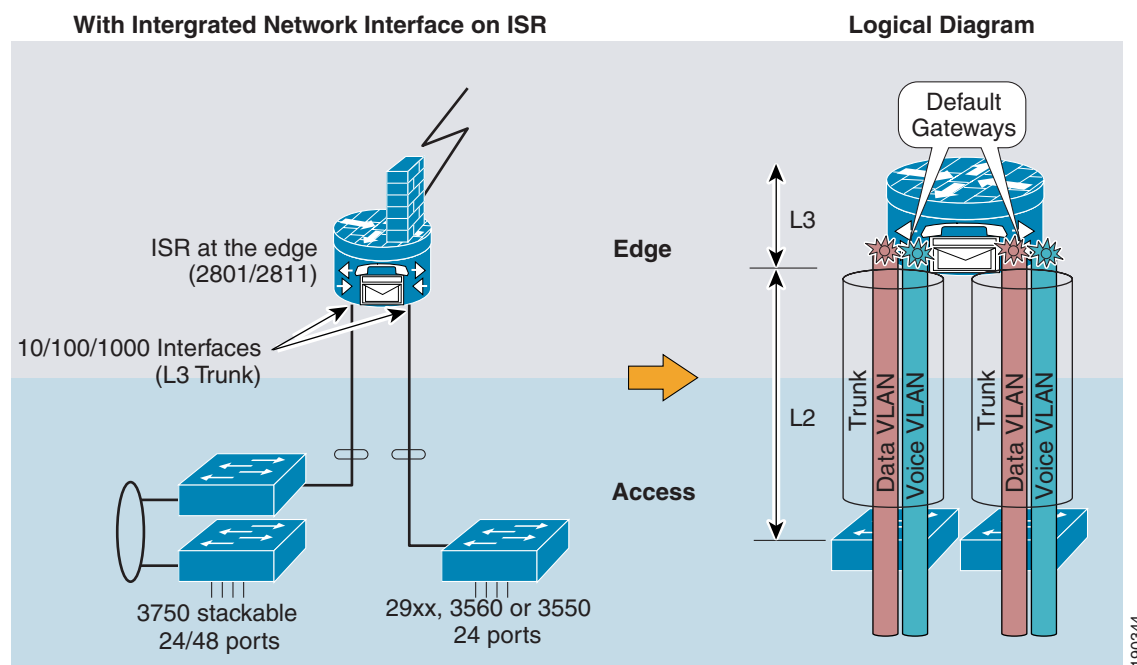 With Intergrated Network Interface on ISR
Logical Diagram
Default
Gateways
ISR at the edge
(2801/2811)
Edge
L3
10/100/1000 Interfaces
(L3 Trunk)
L2
Trunk
Data VLAN
Voice VLAN
Trunk
Data VLAN
Voice VLAN
Access
3750 stackable
24/48 ports
29xx, 3560 or 3550
24 ports
190344